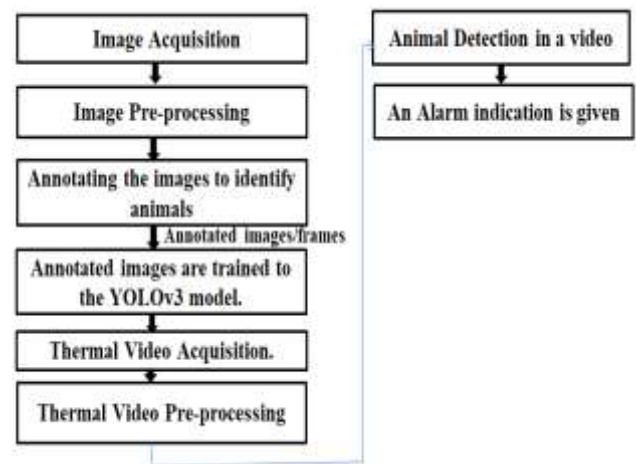 Image Acquisition
Image Pre-processing
Annotating the images to identify
animals
Annotated images/frames
Annotated images are trained to
the YOLOv3 model.
Thermal Video Acquisition.
Thermal Video Pre-processing
Animal Detection in a video
An Alarm indication is given